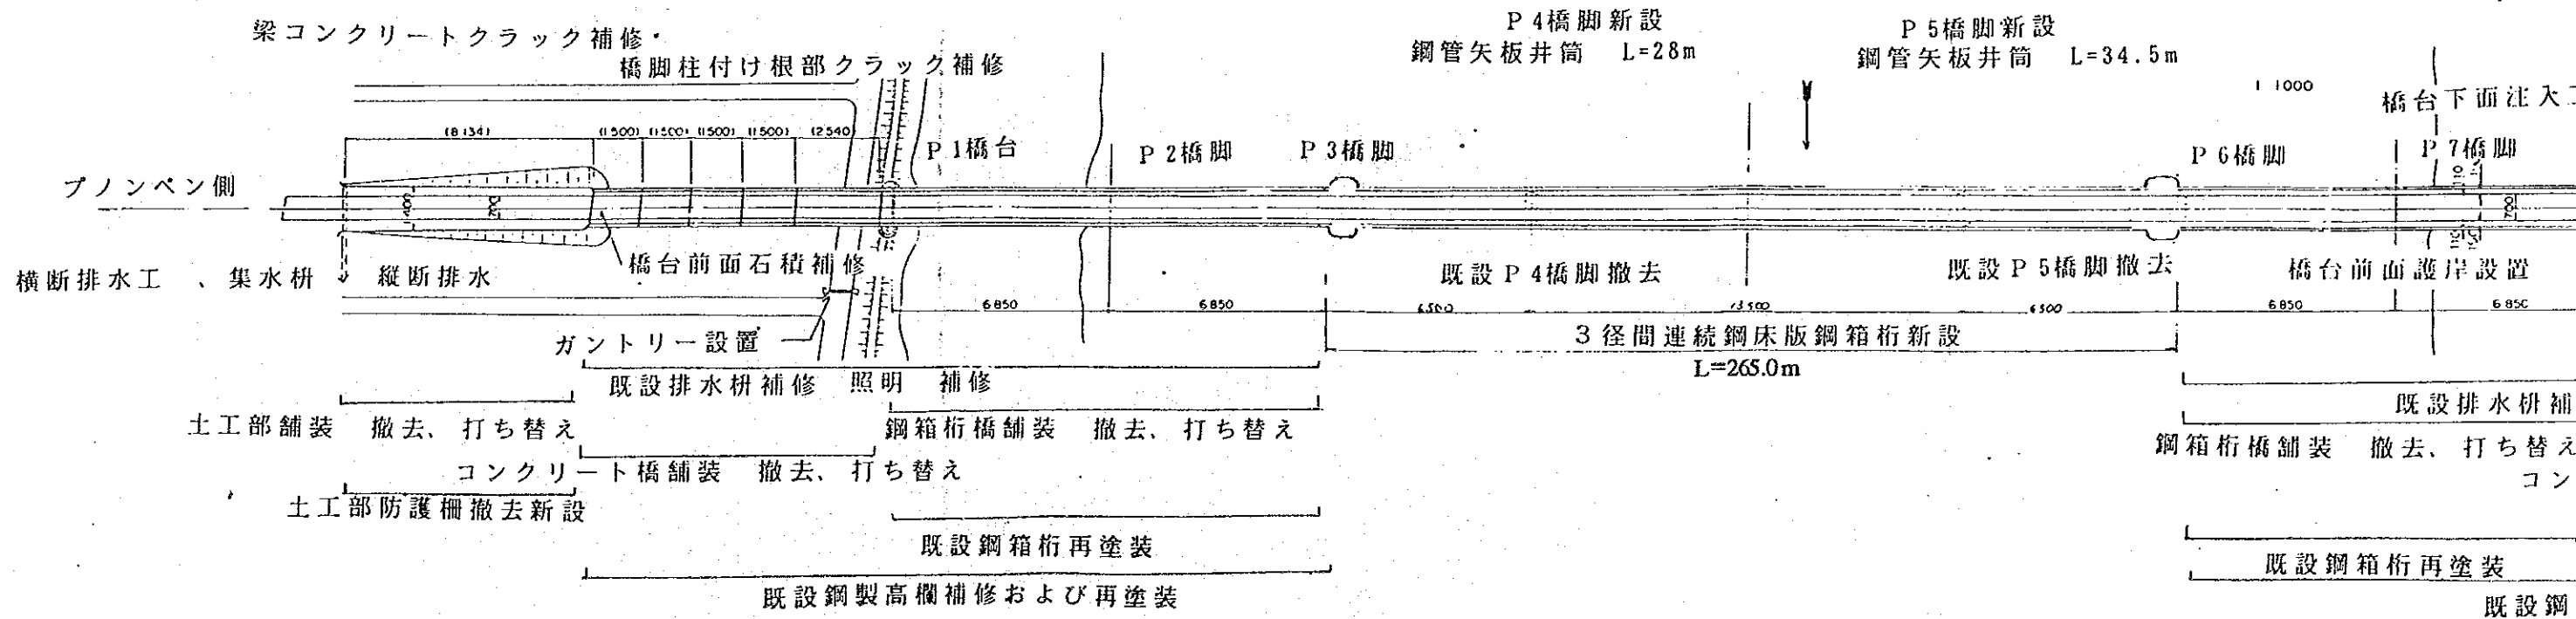 梁コンクリートクラック補修
橋脚柱付け根部クラック補修
P 4橋脚新設
鋼管矢板井筒 L=28m
P 5橋脚新設
鋼管矢板井筒 L=34.5m
1 1000
橋台下面注入工
(8134) (1500) (1500) (1500) (1500) (2540)
P 1橋台
P 2橋脚
P 3橋脚
P 6橋脚
P 7橋脚
プノンペン側
横断排水工 、集水枡
縦断排水
橋台前面石積補修
既設P 4橋脚撤去
既設P 5橋脚撤去
橋台前面護岸設置
6850 6850 6500 13500 6500 6850 6850
ガントリー設置
3径間連続鋼床版鋼箱桁新設
L=265.0m
既設排水枡補修 照明 補修
既設排水枡補
土工部舗装 撤去、打ち替え
鋼箱桁橋舗装 撤去、打ち替え
鋼箱桁橋舗装 撤去、打ち替え
コンクリート橋舗装 撤去、打ち替え
コン
土工部防護柵撤去新設
既設鋼箱桁再塗装
既設鋼箱桁再塗装
既設鋼製高欄補修および再塗装
既設鋼